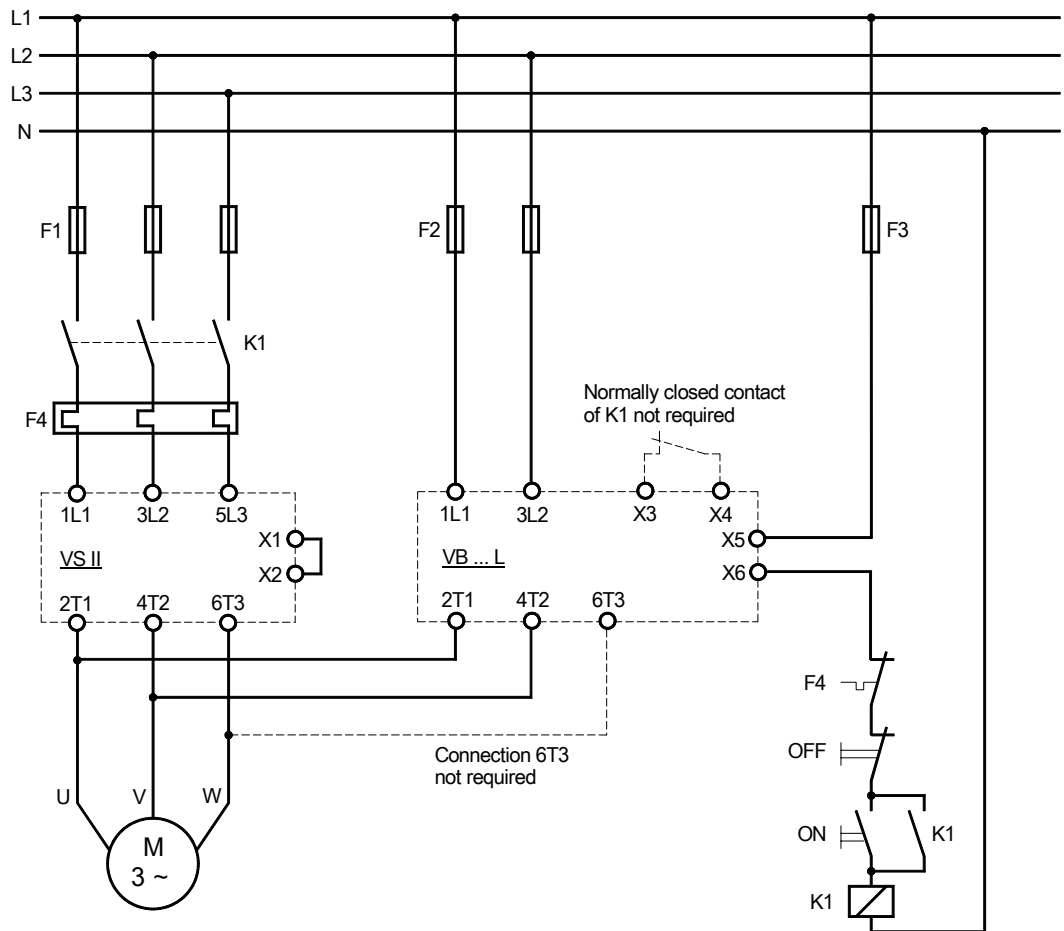 L1
L2
L3
N
F1
F2
F3
K1
Normally closed contact
of K1 not required
F4
1L1 3L2 5L3
1L1 3L2 X3 X4
X1
X5
VS II
VB ... L
X2
X6
2T1 4T2 6T3
2T1 4T2 6T3
F4
Connection 6T3
not required
OFF
U V W
ON
K1
M
3 ~
K1